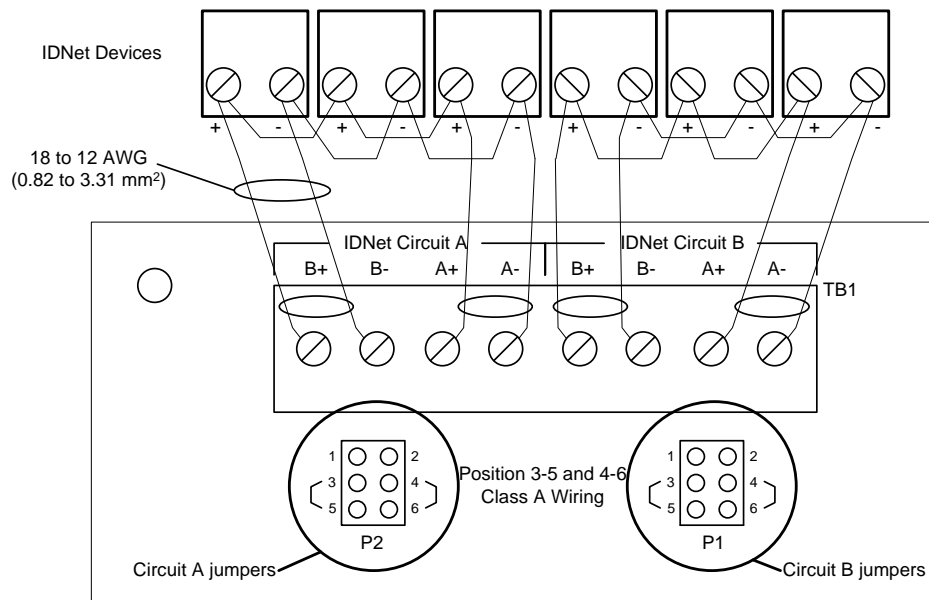 IDNet Devices
+ - + - + - + - + - + -
18 to 12 AWG
(0.82 to 3.31 mm²)
IDNet Circuit A IDNet Circuit B
B+ B- A+ A- B+ B- A+ A-
TB1
1 2 1 2
3 4 3 4
5 6 5 6
Position 3-5 and 4-6
Class A Wiring
P2 P1
Circuit A jumpers Circuit B jumpers